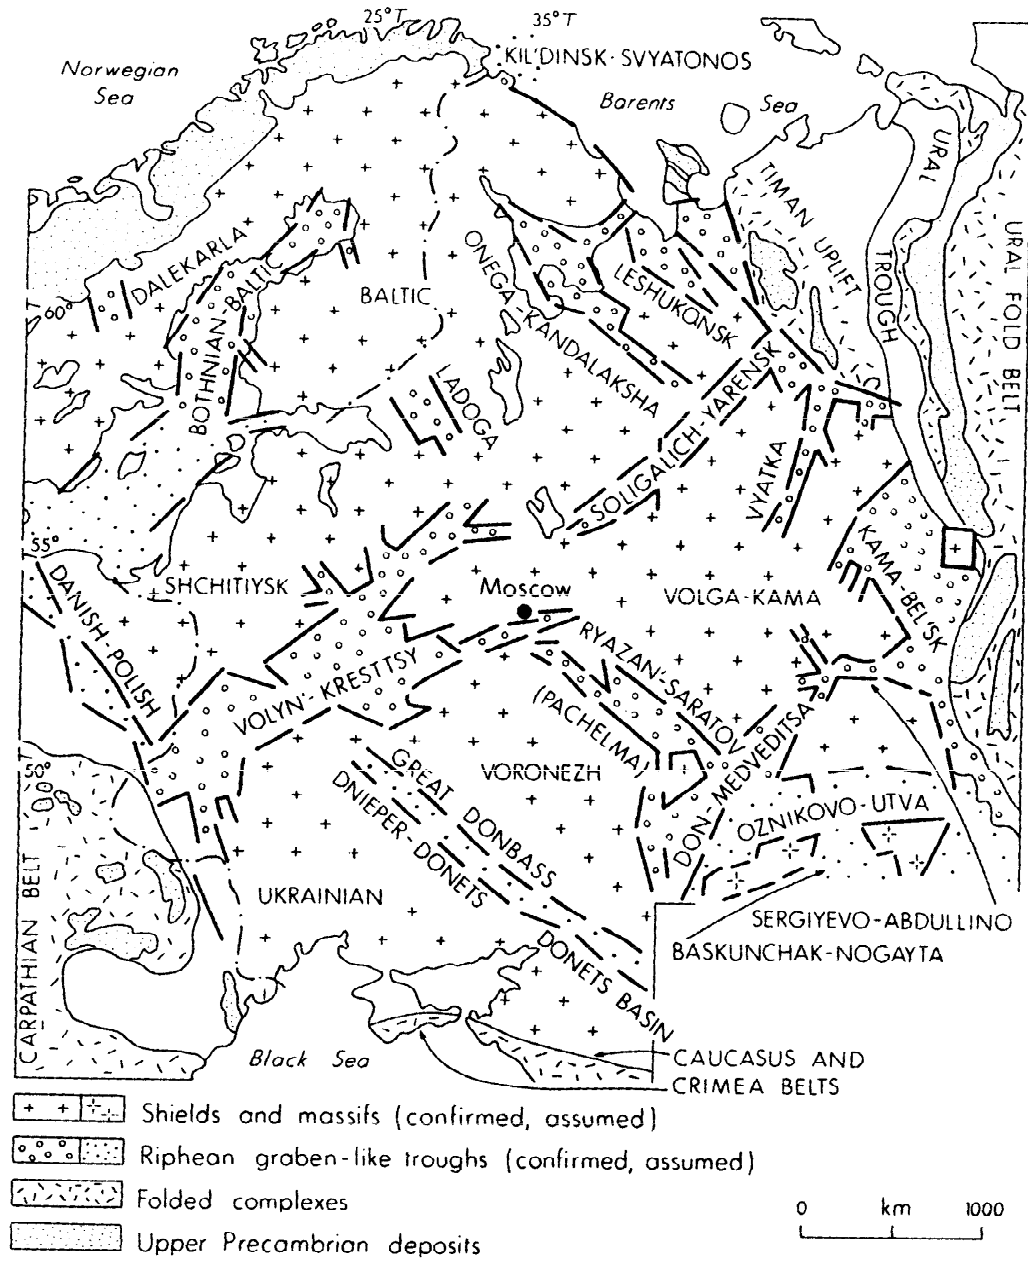 25°T
35°T
Norwegian
Sea
KIL'DINSK-SVYATONOS
Barents Sea
URAL
TROUGH
TIMAN UPLIFT
URAL FOLD BELT
DALEKARLA
60°
BOTHNIAN-BALTIC
BALTIC
ONEGA-KANDALAKSHA
LESHUKONSK
LADOGA
SOLIGALICH-YARENSK
VYATKA
55°
KAMA-BEL'SK
DANISH-POLISH
SHCHITIYSK
Moscow
VOLGA-KAMA
RYAZAN'-SARATOV
(PACHELMA)
VOLYN'-KRESTTSY
50°
GREAT DONBASS
DNIEPER-DONETS
VORONEZH
DON-MEDVEDITSA
OZNIKOVO-UTVA
CARPATHIAN BELT
UKRAINIAN
SERGIYEVO-ABDULLINO
BASKUNCHAK-NOGAYTA
DONETS BASIN
Black Sea
CAUCASUS AND
CRIMEA BELTS
Shields and massifs (confirmed, assumed)
Riphean graben-like troughs (confirmed, assumed)
Folded complexes
Upper Precambrian deposits
0 km 1000